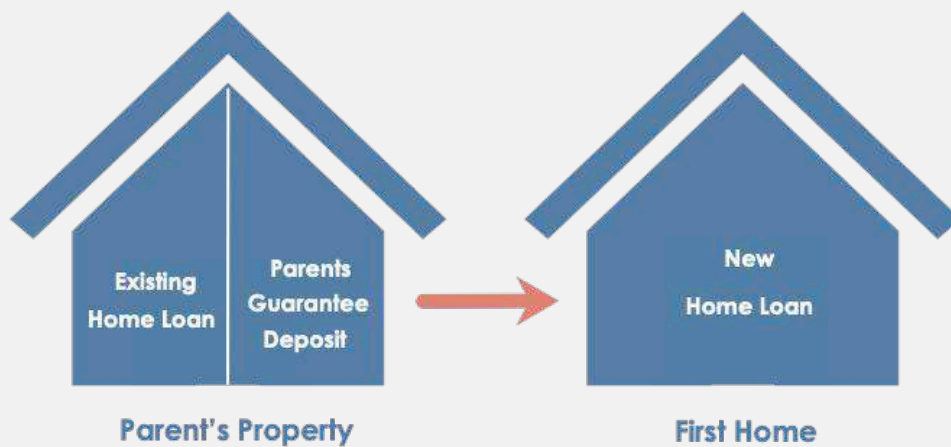 Existing
Home Loan
Parents
Guarantee
Deposit
New
Home Loan
Parent's Property
First Home